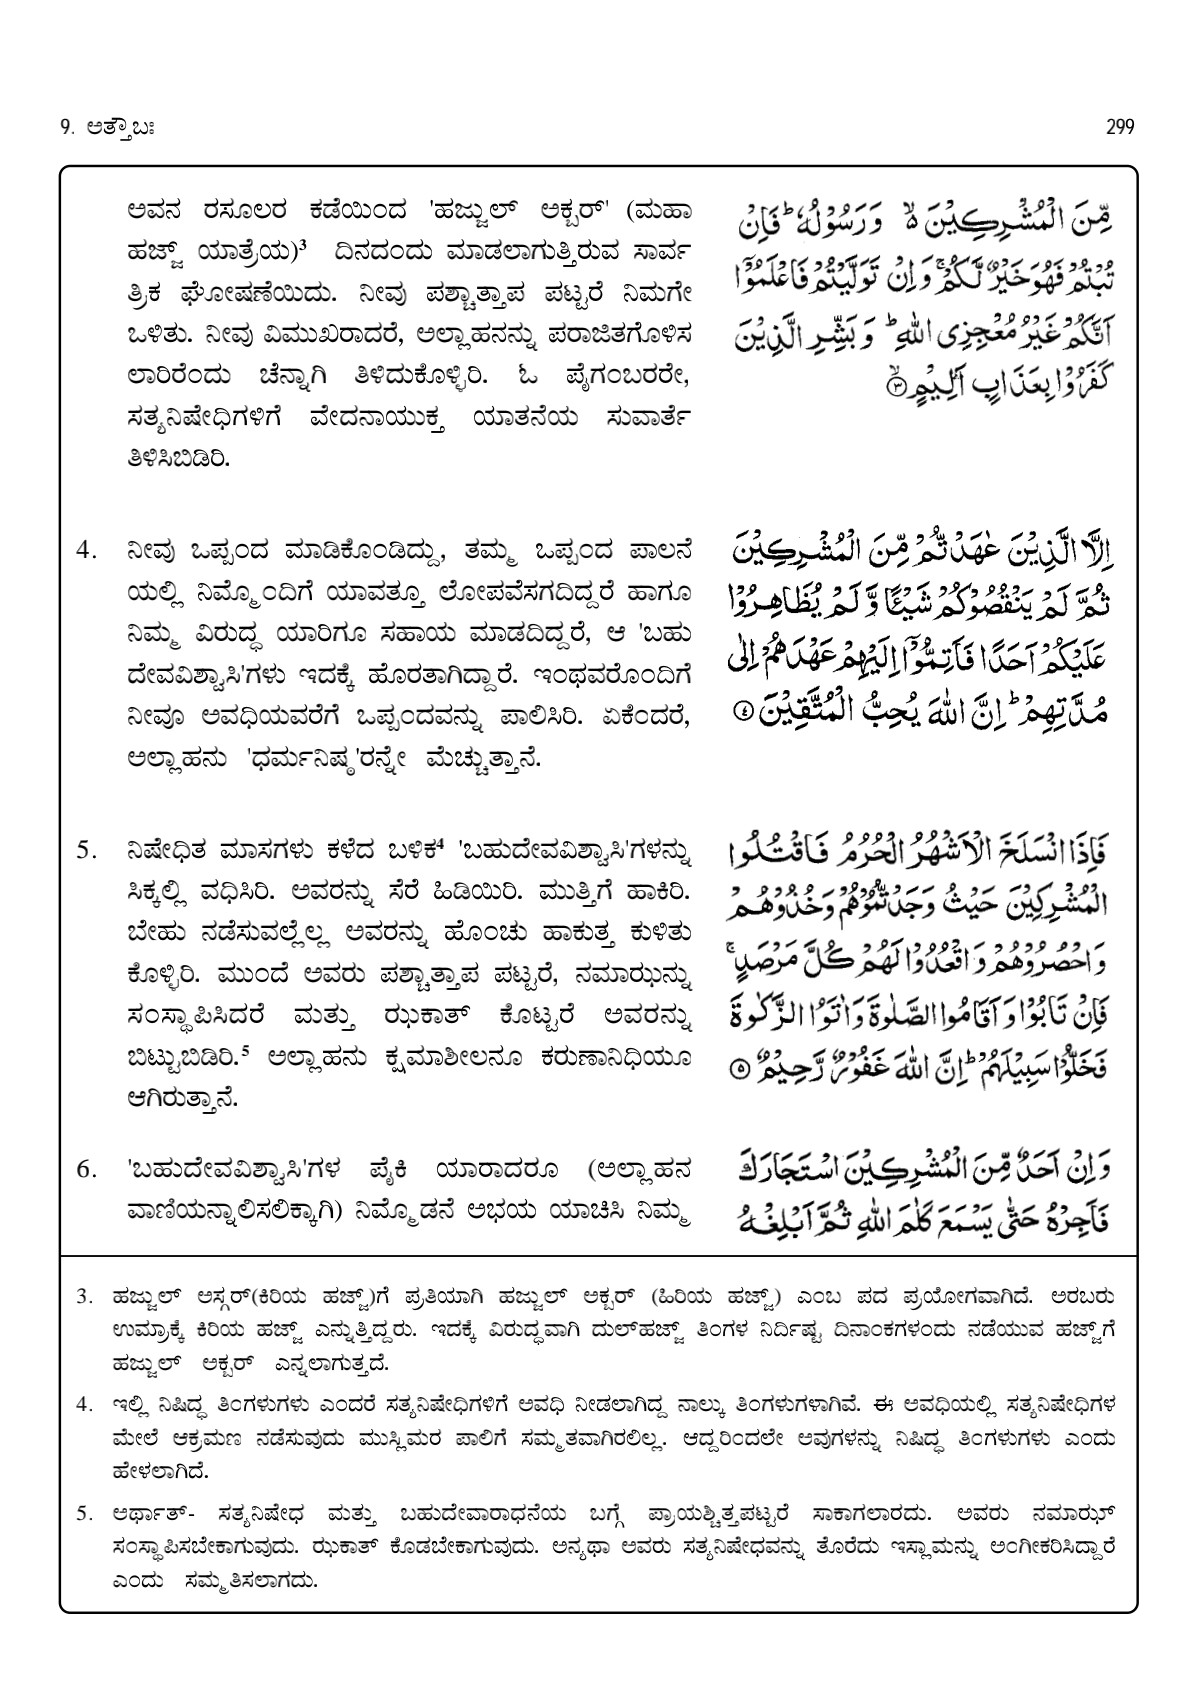 9. ಅತ್ತೌಬಃ
299
ಅವನ ರಸೂಲರ ಕಡೆಯಿಂದ 'ಹಜ್ಜುಲ್ ಅಕ್ಬರ್' (ಮಹಾ
ಹಜ್ಜ್ ಯಾತ್ರೆಯ)³ ದಿನದಂದು ಮಾಡಲಾಗುತ್ತಿರುವ ಸಾರ್ವ
ತ್ರಿಕ ಘೋಷಣೆಯಿದು. ನೀವು ಪಶ್ಚಾತ್ತಾಪ ಪಟ್ಟರೆ ನಿಮಗೇ
ಒಳಿತು. ನೀವು ವಿಮುಖರಾದರೆ, ಅಲ್ಲಾಹನನ್ನು ಪರಾಜಿತಗೊಳಿಸ
ಲಾರಿರೆಂದು ಚೆನ್ನಾಗಿ ತಿಳಿದುಕೊಳ್ಳಿರಿ. ಓ ಪೈಗಂಬರರೇ,
ಸತ್ಯನಿಷೇಧಿಗಳಿಗೆ ವೇದನಾಯುಕ್ತ ಯಾತನೆಯ ಸುವಾರ್ತೆ
ತಿಳಿಸಿಬಿಡಿರಿ.
مِّنَ الْمُشْرِكِيْنَ ۙ۬ وَرَسُوْلُهٗ ؕ فَاِنْ
تُبْتُمْ فَهُوَ خَيْرٌ لَّكُمْ ۚ وَاِنْ تَوَلَّيْتُمْ فَاعْلَمُوْۤا
اَنَّكُمْ غَيْرُ مُعْجِزِى اللّٰهِ ؕ وَبَشِّرِ الَّذِيْنَ
كَفَرُوْا بِعَذَابٍ اَلِيْمٍ ۙ‏﴿۳﴾
4. ನೀವು ಒಪ್ಪಂದ ಮಾಡಿಕೊಂಡಿದ್ದು, ತಮ್ಮ ಒಪ್ಪಂದ ಪಾಲನೆ
ಯಲ್ಲಿ ನಿಮ್ಮೊಂದಿಗೆ ಯಾವತ್ತೂ ಲೋಪವೆಸಗದಿದ್ದರೆ ಹಾಗೂ
ನಿಮ್ಮ ವಿರುದ್ಧ ಯಾರಿಗೂ ಸಹಾಯ ಮಾಡದಿದ್ದರೆ, ಆ 'ಬಹು
ದೇವವಿಶ್ವಾಸಿ'ಗಳು ಇದಕ್ಕೆ ಹೊರತಾಗಿದ್ದಾರೆ. ಇಂಥವರೊಂದಿಗೆ
ನೀವೂ ಅವಧಿಯವರೆಗೆ ಒಪ್ಪಂದವನ್ನು ಪಾಲಿಸಿರಿ. ಏಕೆಂದರೆ,
ಅಲ್ಲಾಹನು 'ಧರ್ಮನಿಷ್ಠ'ರನ್ನೇ ಮೆಚ್ಚುತ್ತಾನೆ.
اِلَّا الَّذِيْنَ عٰهَدْتُّمْ مِّنَ الْمُشْرِكِيْنَ
ثُمَّ لَمْ يَنْقُصُوْكُمْ شَيْئًا وَّلَمْ يُظَاهِرُوْا
عَلَيْكُمْ اَحَدًا فَاَتِمُّوْۤا اِلَيْهِمْ عَهْدَهُمْ اِلٰى
مُدَّتِهِمْ ؕ اِنَّ اللّٰهَ يُحِبُّ الْمُتَّقِيْنَ ﴿۴﴾
5. ನಿಷೇಧಿತ ಮಾಸಗಳು ಕಳೆದ ಬಳಿಕ⁴ 'ಬಹುದೇವವಿಶ್ವಾಸಿ'ಗಳನ್ನು
ಸಿಕ್ಕಲ್ಲಿ ವಧಿಸಿರಿ. ಅವರನ್ನು ಸೆರೆ ಹಿಡಿಯಿರಿ. ಮುತ್ತಿಗೆ ಹಾಕಿರಿ.
ಬೇಹು ನಡೆಸುವಲ್ಲೆಲ್ಲ ಅವರನ್ನು ಹೊಂಚು ಹಾಕುತ್ತ ಕುಳಿತು
ಕೊಳ್ಳಿರಿ. ಮುಂದೆ ಅವರು ಪಶ್ಚಾತ್ತಾಪ ಪಟ್ಟರೆ, ನಮಾಝನ್ನು
ಸಂಸ್ಥಾಪಿಸಿದರೆ ಮತ್ತು ಝಕಾತ್ ಕೊಟ್ಟರೆ ಅವರನ್ನು
ಬಿಟ್ಟುಬಿಡಿರಿ.⁵ ಅಲ್ಲಾಹನು ಕ್ಷಮಾಶೀಲನೂ ಕರುಣಾನಿಧಿಯೂ
ಆಗಿರುತ್ತಾನೆ.
فَاِذَا انْسَلَخَ الْاَشْهُرُ الْحُرُمُ فَاقْتُلُوا
الْمُشْرِكِيْنَ حَيْثُ وَجَدْتُّمُوْهُمْ وَخُذُوْهُمْ
وَاحْصُرُوْهُمْ وَاقْعُدُوْا لَهُمْ كُلَّ مَرْصَدٍ ۚ
فَاِنْ تَابُوْا وَاَقَامُوا الصَّلٰوةَ وَاٰتَوُا الزَّكٰوةَ
فَخَلُّوْا سَبِيْلَهُمْ ؕ اِنَّ اللّٰهَ غَفُوْرٌ رَّحِيْمٌ ﴿۵﴾
6. 'ಬಹುದೇವವಿಶ್ವಾಸಿ'ಗಳ ಪೈಕಿ ಯಾರಾದರೂ (ಅಲ್ಲಾಹನ
ವಾಣಿಯನ್ನಾಲಿಸಲಿಕ್ಕಾಗಿ) ನಿಮ್ಮೊಡನೆ ಅಭಯ ಯಾಚಿಸಿ ನಿಮ್ಮ
وَاِنْ اَحَدٌ مِّنَ الْمُشْرِكِيْنَ اسْتَجَارَكَ
فَاَجِرْهُ حَتّٰى يَسْمَعَ كَلٰمَ اللّٰهِ ثُمَّ اَبْلِغْهُ
3. ಹಜ್ಜುಲ್ ಅಸ್ಗರ್(ಕಿರಿಯ ಹಜ್ಜ್)ಗೆ ಪ್ರತಿಯಾಗಿ ಹಜ್ಜುಲ್ ಅಕ್ಬರ್ (ಹಿರಿಯ ಹಜ್ಜ್) ಎಂಬ ಪದ ಪ್ರಯೋಗವಾಗಿದೆ. ಅರಬರು
ಉಮ್ರಾಕ್ಕೆ ಕಿರಿಯ ಹಜ್ಜ್ ಎನ್ನುತ್ತಿದ್ದರು. ಇದಕ್ಕೆ ವಿರುದ್ಧವಾಗಿ ದುಲ್‌ಹಜ್ಜ್ ತಿಂಗಳ ನಿರ್ದಿಷ್ಟ ದಿನಾಂಕಗಳಂದು ನಡೆಯುವ ಹಜ್ಜ್‌ಗೆ
ಹಜ್ಜುಲ್ ಅಕ್ಬರ್ ಎನ್ನಲಾಗುತ್ತದೆ.
4. ಇಲ್ಲಿ ನಿಷಿದ್ಧ ತಿಂಗಳುಗಳು ಎಂದರೆ ಸತ್ಯನಿಷೇಧಿಗಳಿಗೆ ಅವಧಿ ನೀಡಲಾಗಿದ್ದ ನಾಲ್ಕು ತಿಂಗಳುಗಳಾಗಿವೆ. ಈ ಅವಧಿಯಲ್ಲಿ ಸತ್ಯನಿಷೇಧಿಗಳ
ಮೇಲೆ ಆಕ್ರಮಣ ನಡೆಸುವುದು ಮುಸ್ಲಿಮರ ಪಾಲಿಗೆ ಸಮ್ಮತವಾಗಿರಲಿಲ್ಲ. ಆದ್ದರಿಂದಲೇ ಅವುಗಳನ್ನು ನಿಷಿದ್ಧ ತಿಂಗಳುಗಳು ಎಂದು
ಹೇಳಲಾಗಿದೆ.
5. ಅರ್ಥಾತ್- ಸತ್ಯನಿಷೇಧ ಮತ್ತು ಬಹುದೇವಾರಾಧನೆಯ ಬಗ್ಗೆ ಪ್ರಾಯಶ್ಚಿತ್ತಪಟ್ಟರೆ ಸಾಕಾಗಲಾರದು. ಅವರು ನಮಾಝ್
ಸಂಸ್ಥಾಪಿಸಬೇಕಾಗುವುದು. ಝಕಾತ್ ಕೊಡಬೇಕಾಗುವುದು. ಅನ್ಯಥಾ ಅವರು ಸತ್ಯನಿಷೇಧವನ್ನು ತೊರೆದು ಇಸ್ಲಾಮನ್ನು ಅಂಗೀಕರಿಸಿದ್ದಾರೆ
ಎಂದು ಸಮ್ಮತಿಸಲಾಗದು.